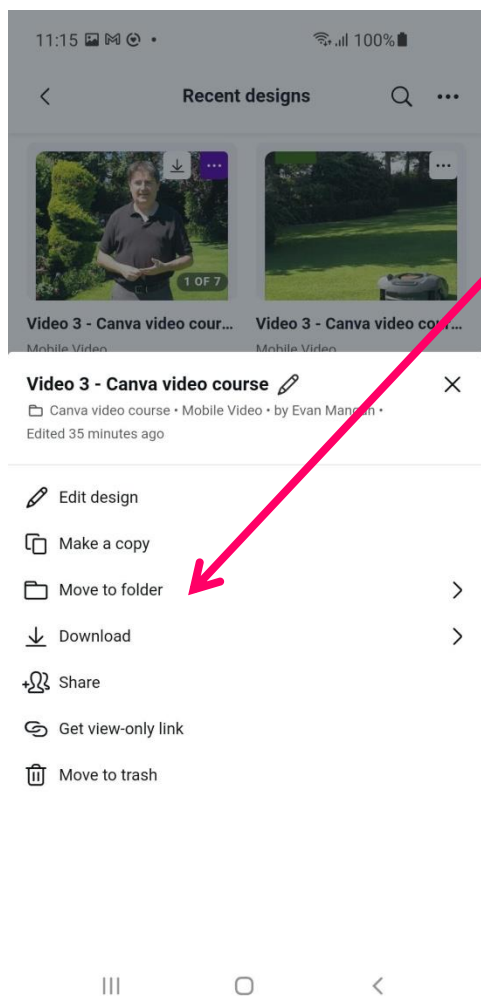 11:15 100%
Recent designs
1 OF 7
Video 3 - Canva video cour... Video 3 - Canva video cour...
Mobile Video Mobile Video
Video 3 - Canva video course
Canva video course • Mobile Video • by Evan Mangan •
Edited 35 minutes ago
Edit design
Make a copy
Move to folder
Download
Share
Get view-only link
Move to trash